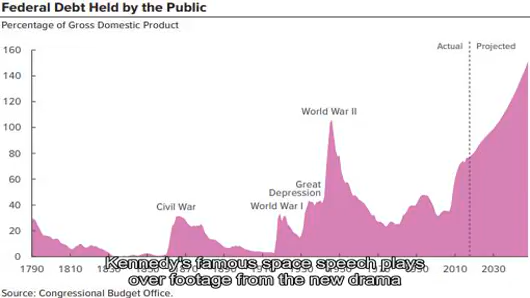 Federal Debt Held by the Public
Percentage of Gross Domestic Product
160
Actual
Projected
140
120
World War II
100
80
60
Great
Depression
Civil War
World War I
40
20
0
Kennedy's famous space speech plays
over footage from the new drama
1790 1810 2010 2030
Source: Congressional Budget Office.